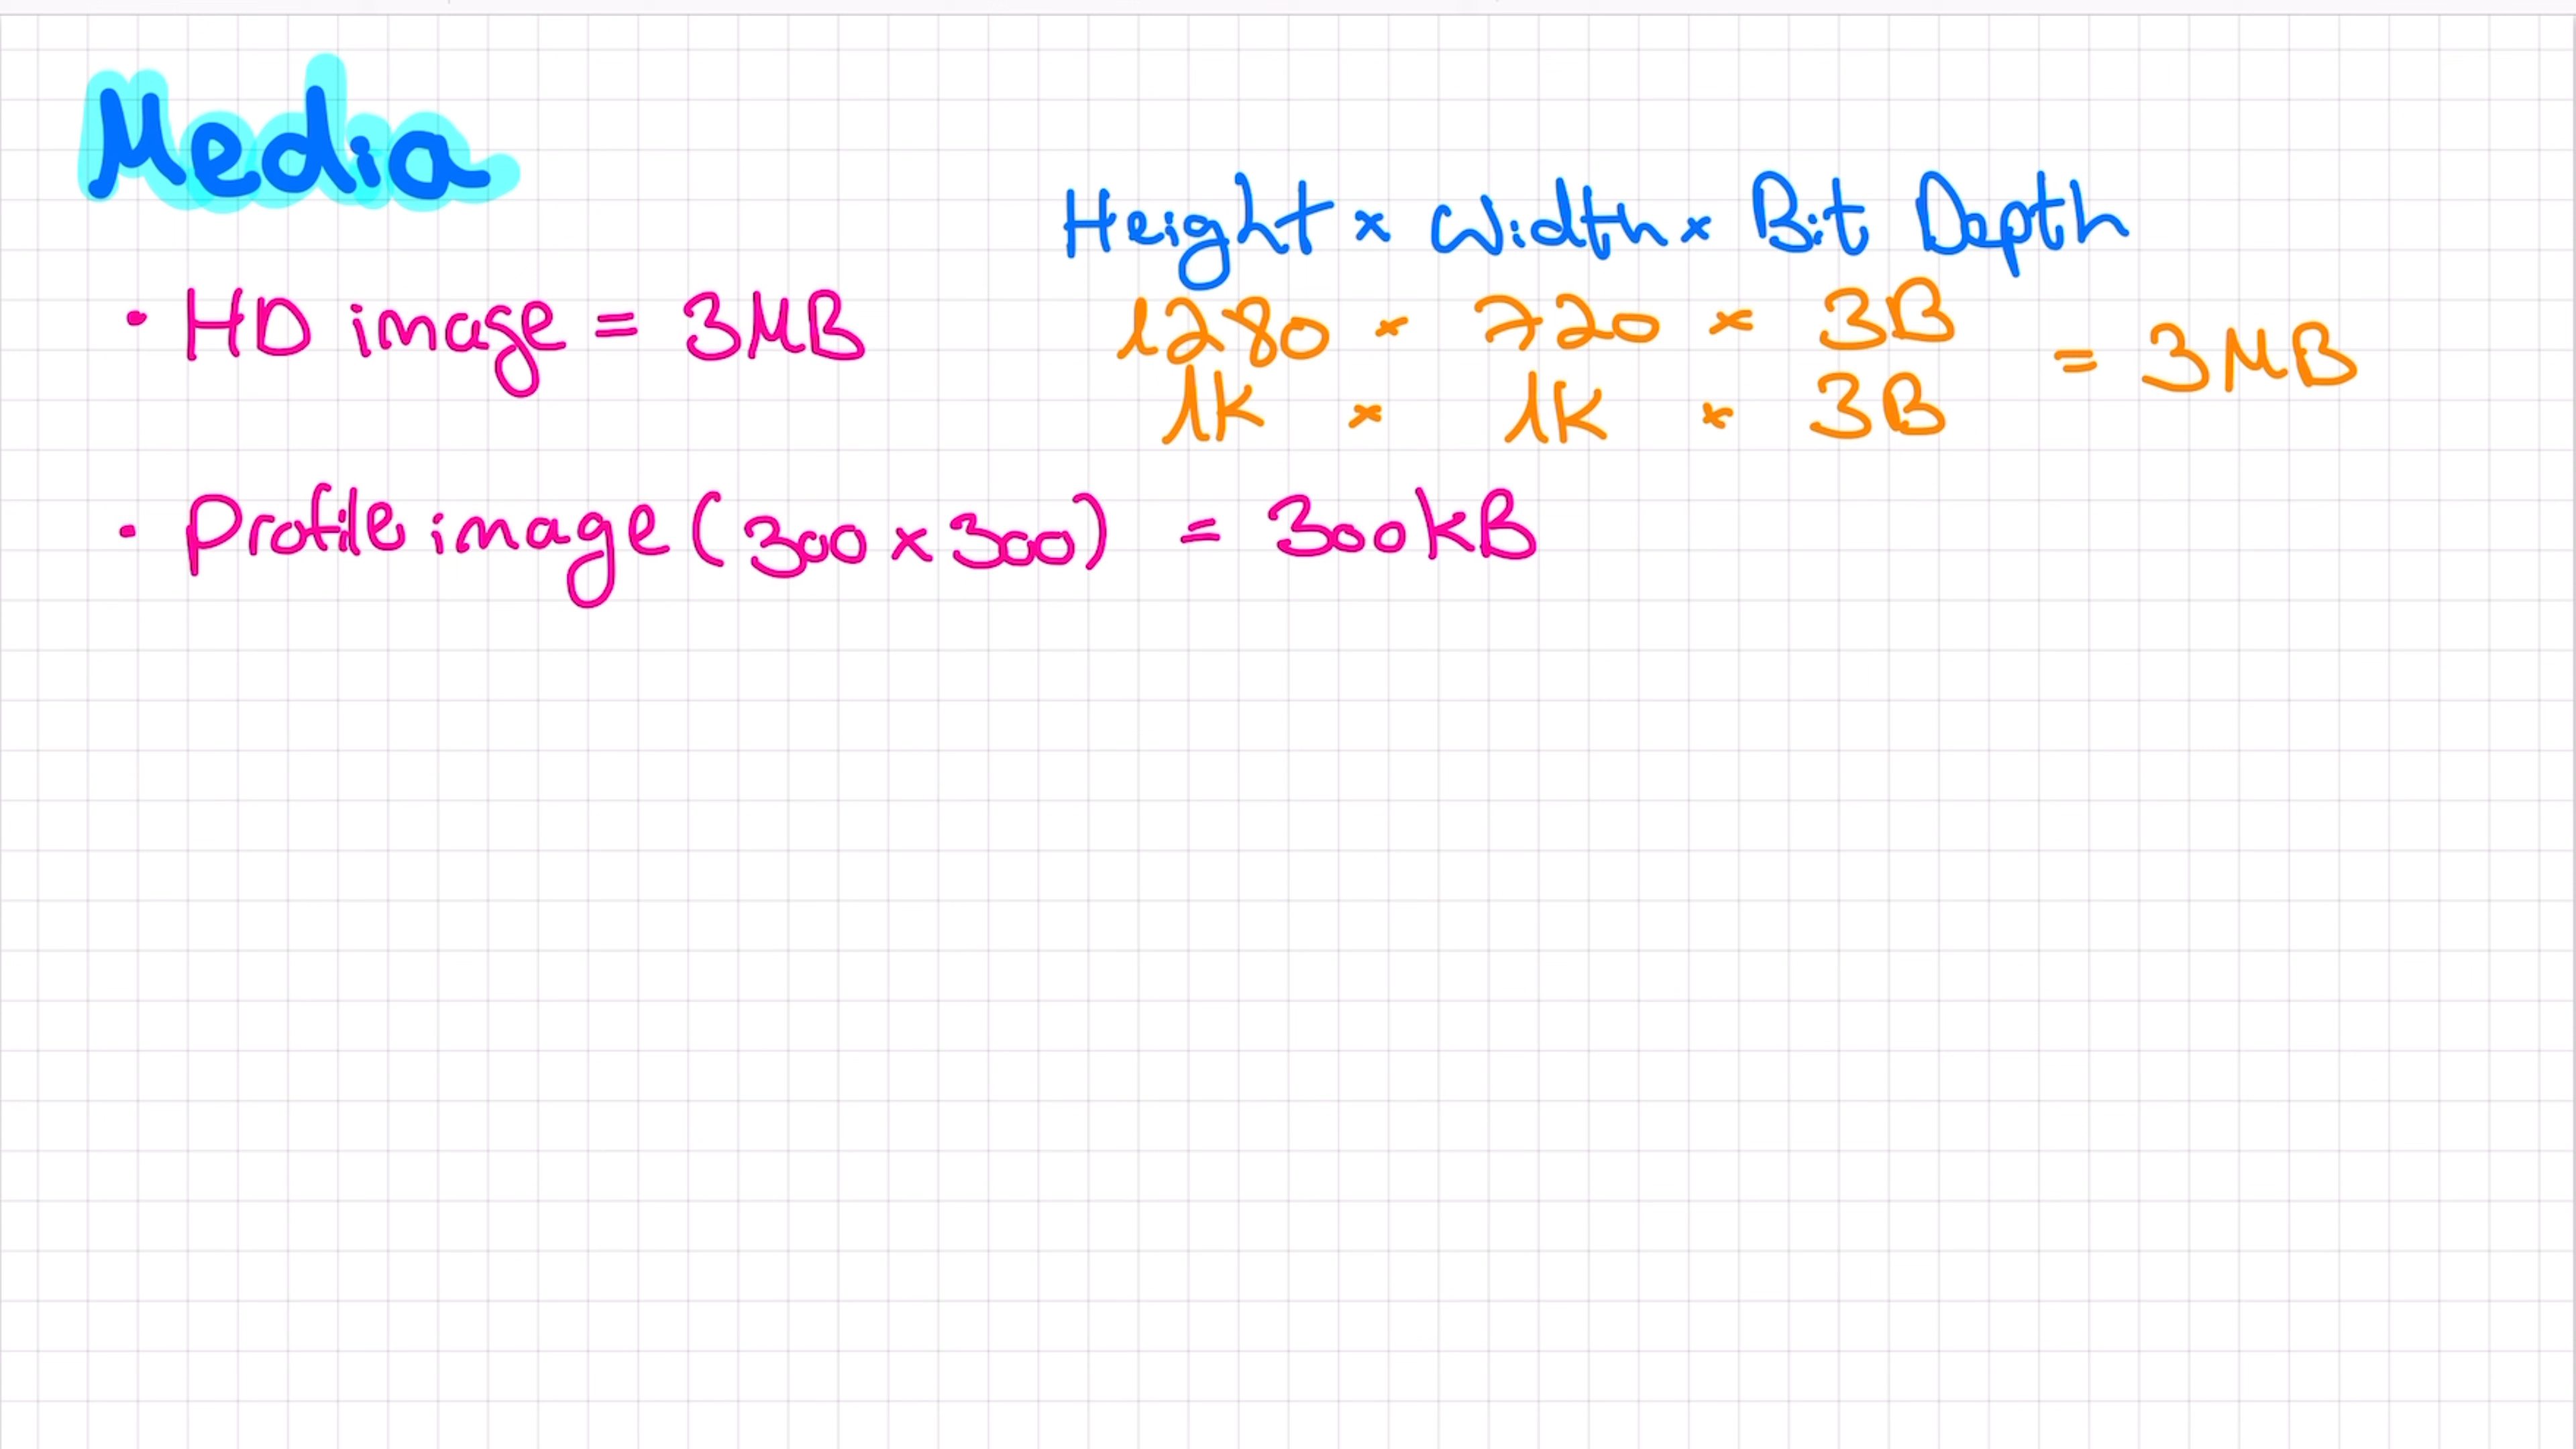 Media
Height × Width × Bit Depth
• HD image = 3MB
1280 × 720 × 3B
1K × 1K × 3B
= 3MB
• Profile image (300 × 300) = 300kB